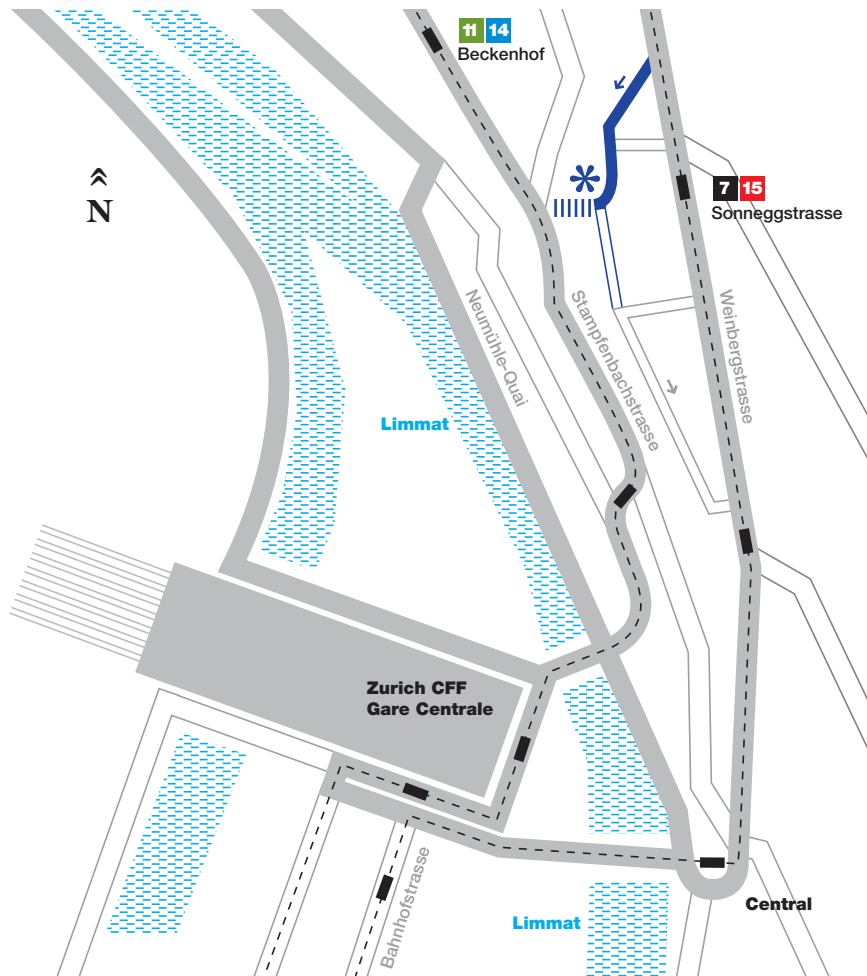 11 14
Beckenhof
N
7 15
Sonneggstrasse
Neumühle-Quai
Stampfenbachstrasse
Weinbergstrasse
Limmat
Zurich CFF
Gare Centrale
Bahnhofstrasse
Central
Limmat